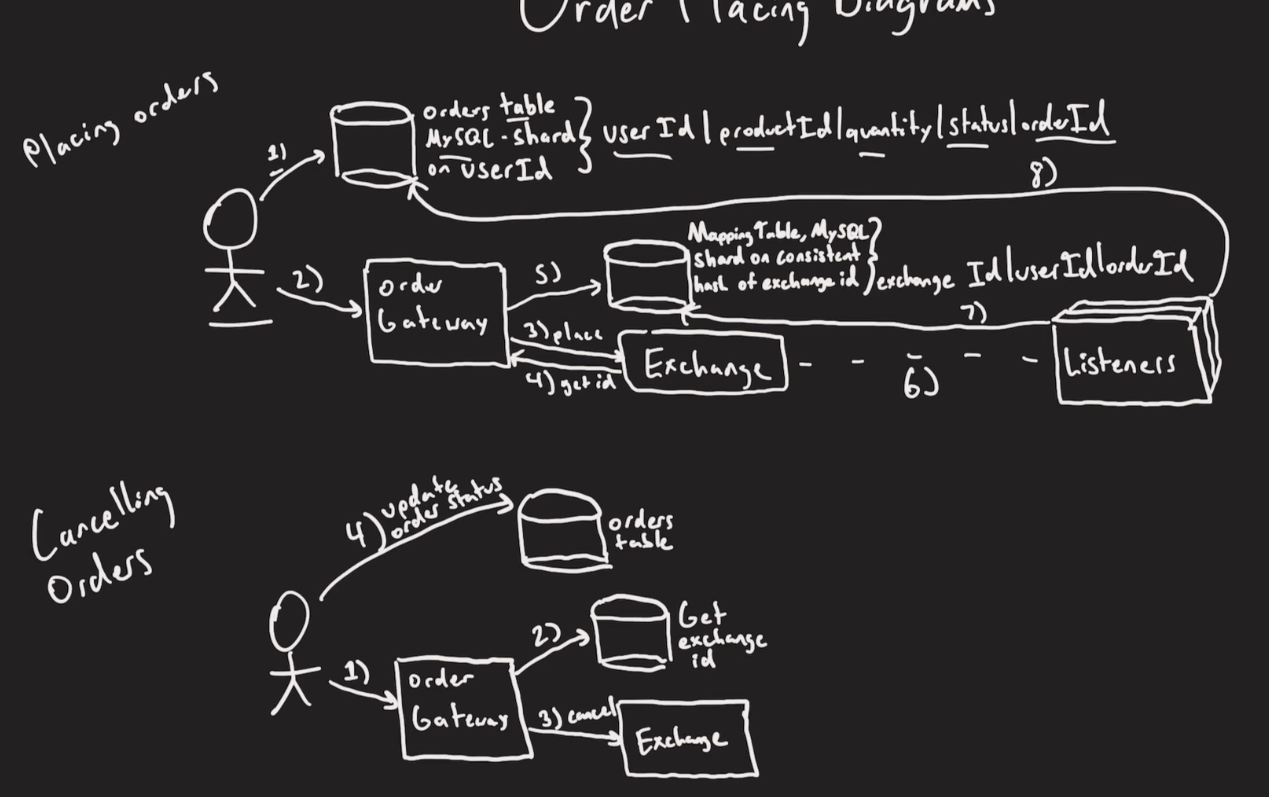 Order Placing Diagrams
Placing orders
1)
orders table
MySQL - shard
on userId
userId | productId | quantity | status | orderId
8)
2)
order
Gateway
5)
Mapping Table, MySQL
shard on consistent
hash of exchange id
exchange Id | userId | orderId
3) place
4) get id
Exchange
6)
7)
Listeners
Cancelling
Orders
4) update
order status
orders
table
1)
order
Gateway
2)
Get
exchange
id
3) cancel
Exchange